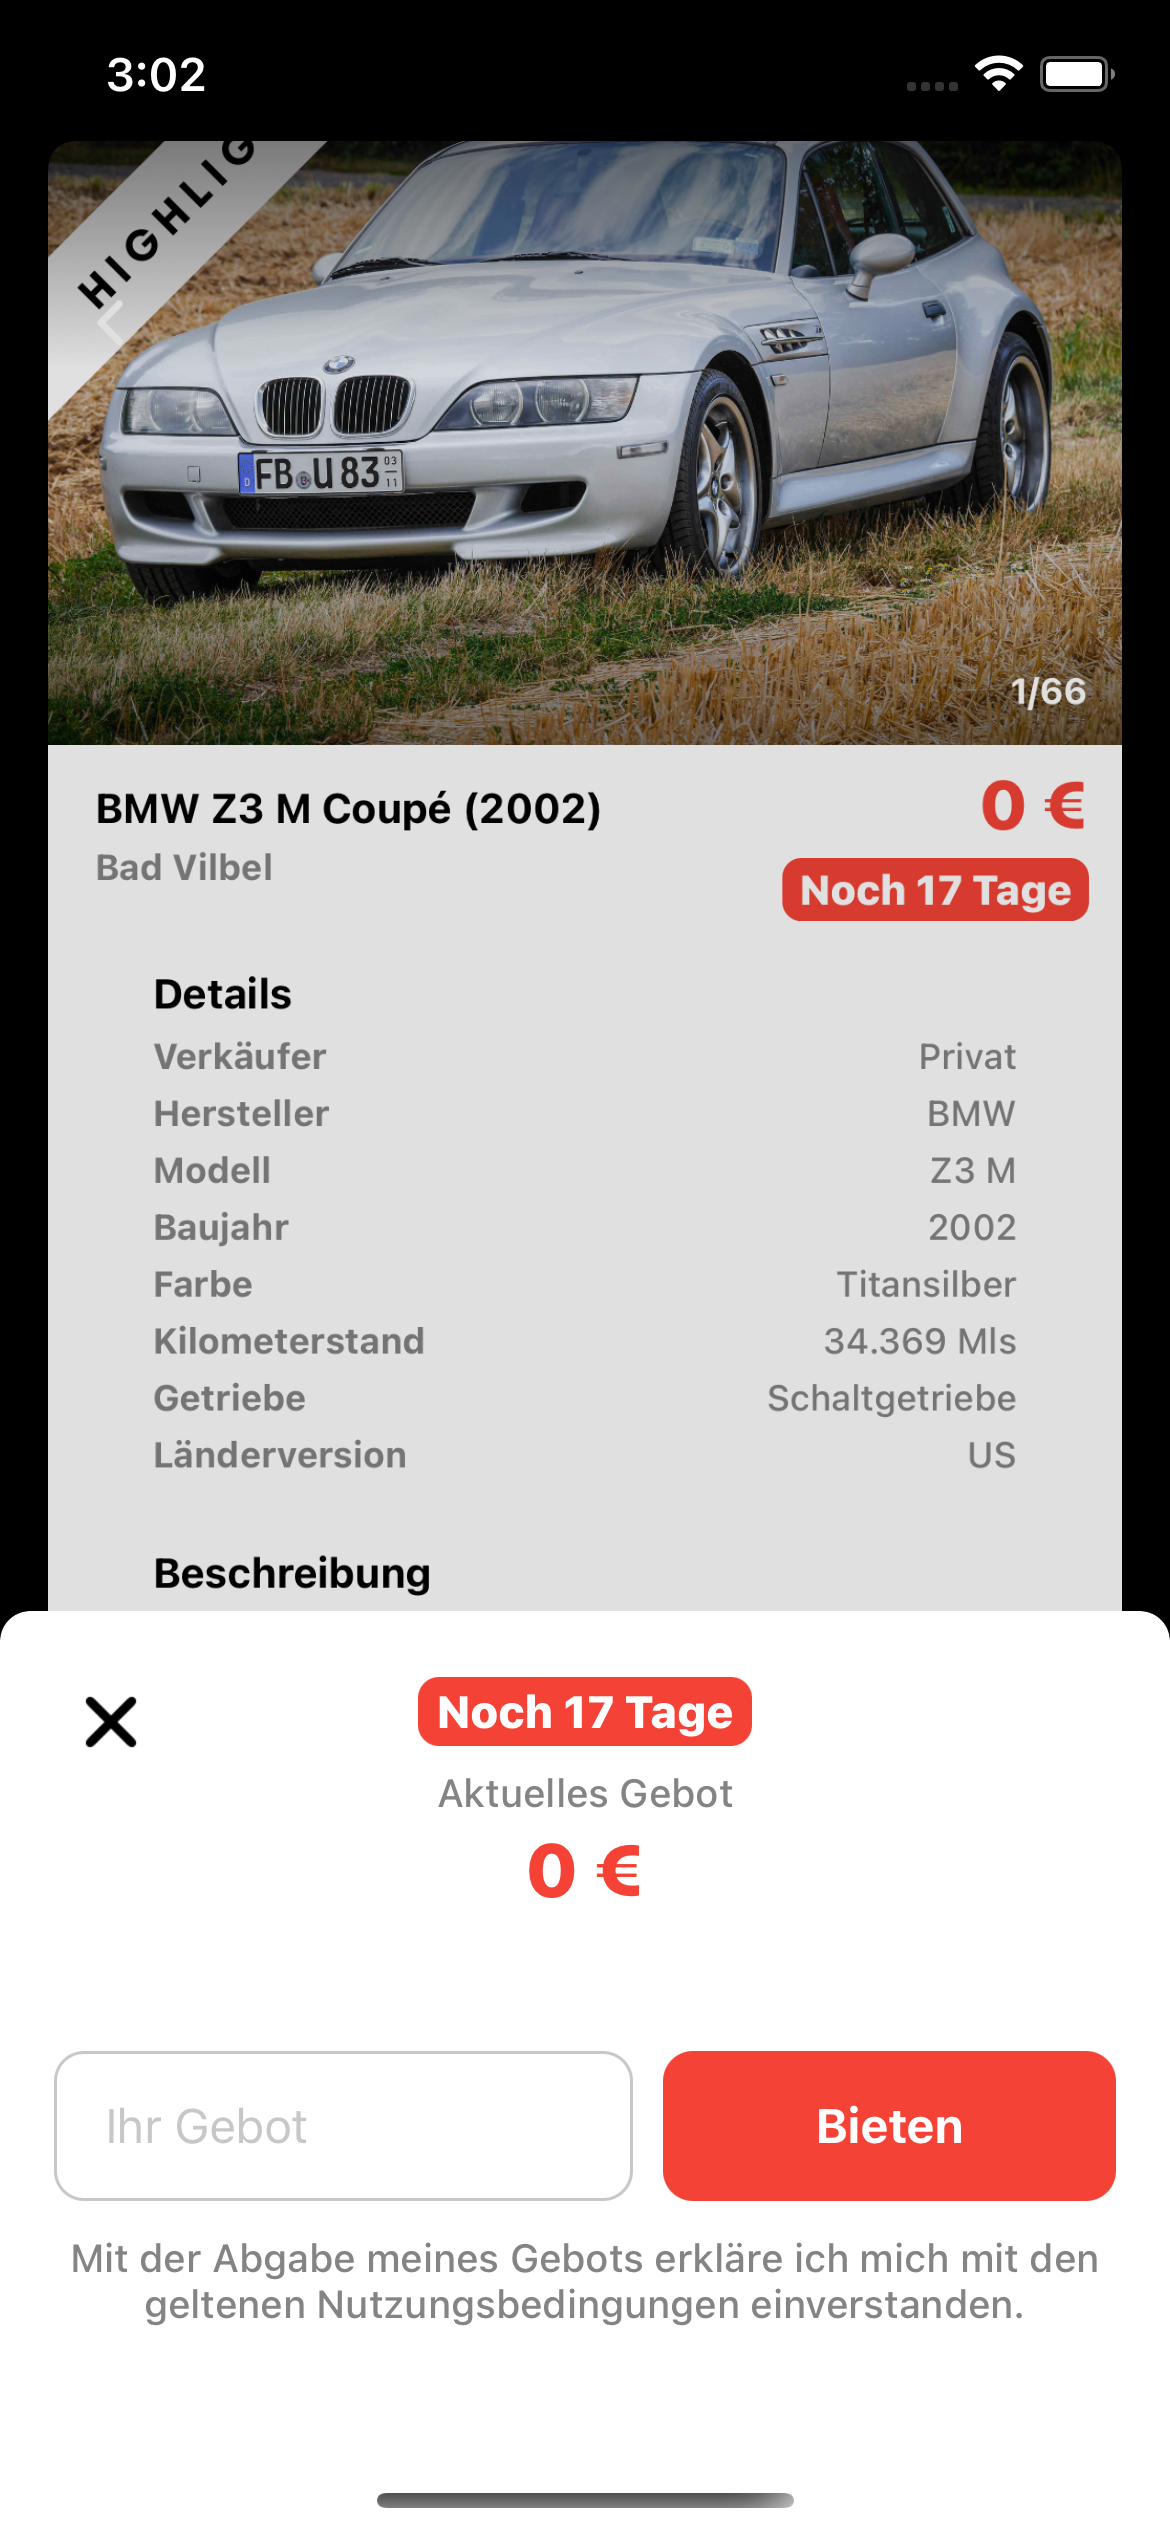 3:02
HIGHLIG
FB U 83
03
11
D
1/66
BMW Z3 M Coupé (2002)
0 €
Bad Vilbel
Noch 17 Tage
Details
Verkäufer Privat
Hersteller BMW
Modell Z3 M
Baujahr 2002
Farbe Titansilber
Kilometerstand 34.369 Mls
Getriebe Schaltgetriebe
Länderversion US
Beschreibung
Noch 17 Tage
Aktuelles Gebot
0 €
Ihr Gebot
Bieten
Mit der Abgabe meines Gebots erkläre ich mich mit den
geltenen Nutzungsbedingungen einverstanden.